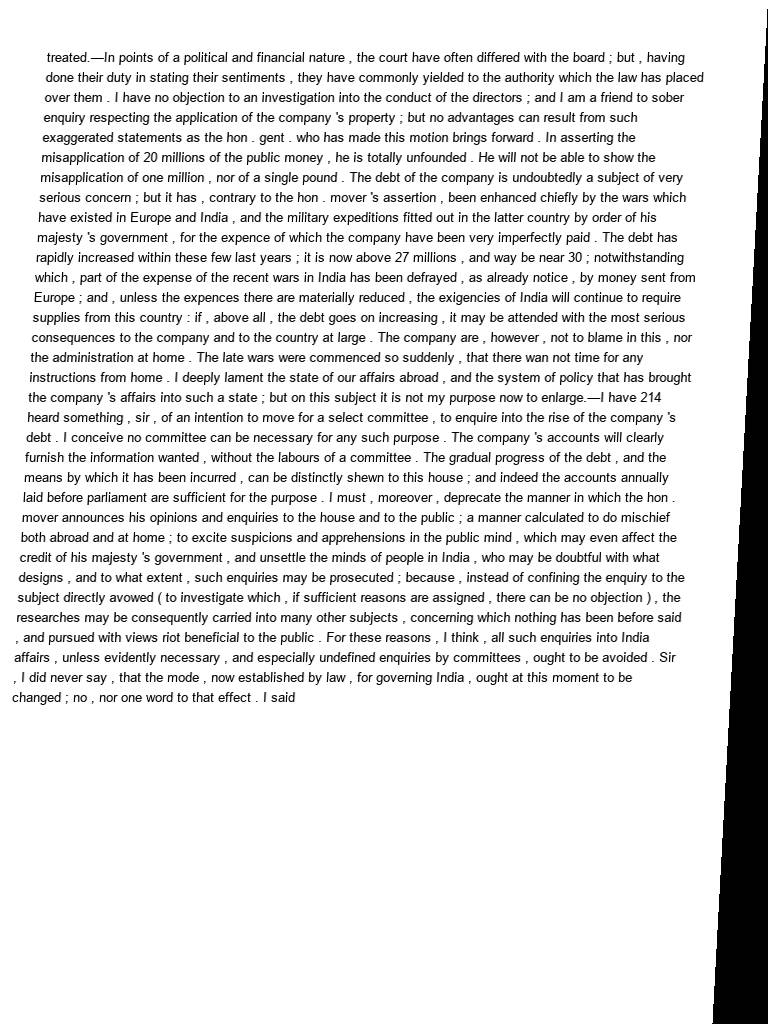 treated.—In points of a political and financial nature , the court have often differed with the board ; but , having
done their duty in stating their sentiments , they have commonly yielded to the authority which the law has placed
over them . I have no objection to an investigation into the conduct of the directors ; and I am a friend to sober
enquiry respecting the application of the company 's property ; but no advantages can result from such
exaggerated statements as the hon . gent . who has made this motion brings forward . In asserting the
misapplication of 20 millions of the public money , he is totally unfounded . He will not be able to show the
misapplication of one million , nor of a single pound . The debt of the company is undoubtedly a subject of very
serious concern ; but it has , contrary to the hon . mover 's assertion , been enhanced chiefly by the wars which
have existed in Europe and India , and the military expeditions fitted out in the latter country by order of his
majesty 's government , for the expence of which the company have been very imperfectly paid . The debt has
rapidly increased within these few last years ; it is now above 27 millions , and way be near 30 ; notwithstanding
which , part of the expense of the recent wars in India has been defrayed , as already notice , by money sent from
Europe ; and , unless the expences there are materially reduced , the exigencies of India will continue to require
supplies from this country : if , above all , the debt goes on increasing , it may be attended with the most serious
consequences to the company and to the country at large . The company are , however , not to blame in this , nor
the administration at home . The late wars were commenced so suddenly , that there wan not time for any
instructions from home . I deeply lament the state of our affairs abroad , and the system of policy that has brought
the company 's affairs into such a state ; but on this subject it is not my purpose now to enlarge.—I have 214
heard something , sir , of an intention to move for a select committee , to enquire into the rise of the company 's
debt . I conceive no committee can be necessary for any such purpose . The company 's accounts will clearly
furnish the information wanted , without the labours of a committee . The gradual progress of the debt , and the
means by which it has been incurred , can be distinctly shewn to this house ; and indeed the accounts annually
laid before parliament are sufficient for the purpose . I must , moreover , deprecate the manner in which the hon .
mover announces his opinions and enquiries to the house and to the public ; a manner calculated to do mischief
both abroad and at home ; to excite suspicions and apprehensions in the public mind , which may even affect the
credit of his majesty 's government , and unsettle the minds of people in India , who may be doubtful with what
designs , and to what extent , such enquiries may be prosecuted ; because , instead of confining the enquiry to the
subject directly avowed ( to investigate which , if sufficient reasons are assigned , there can be no objection ) , the
researches may be consequently carried into many other subjects , concerning which nothing has been before said
, and pursued with views riot beneficial to the public . For these reasons , I think , all such enquiries into India
affairs , unless evidently necessary , and especially undefined enquiries by committees , ought to be avoided . Sir
, I did never say , that the mode , now established by law , for governing India , ought at this moment to be
changed ; no , nor one word to that effect . I said